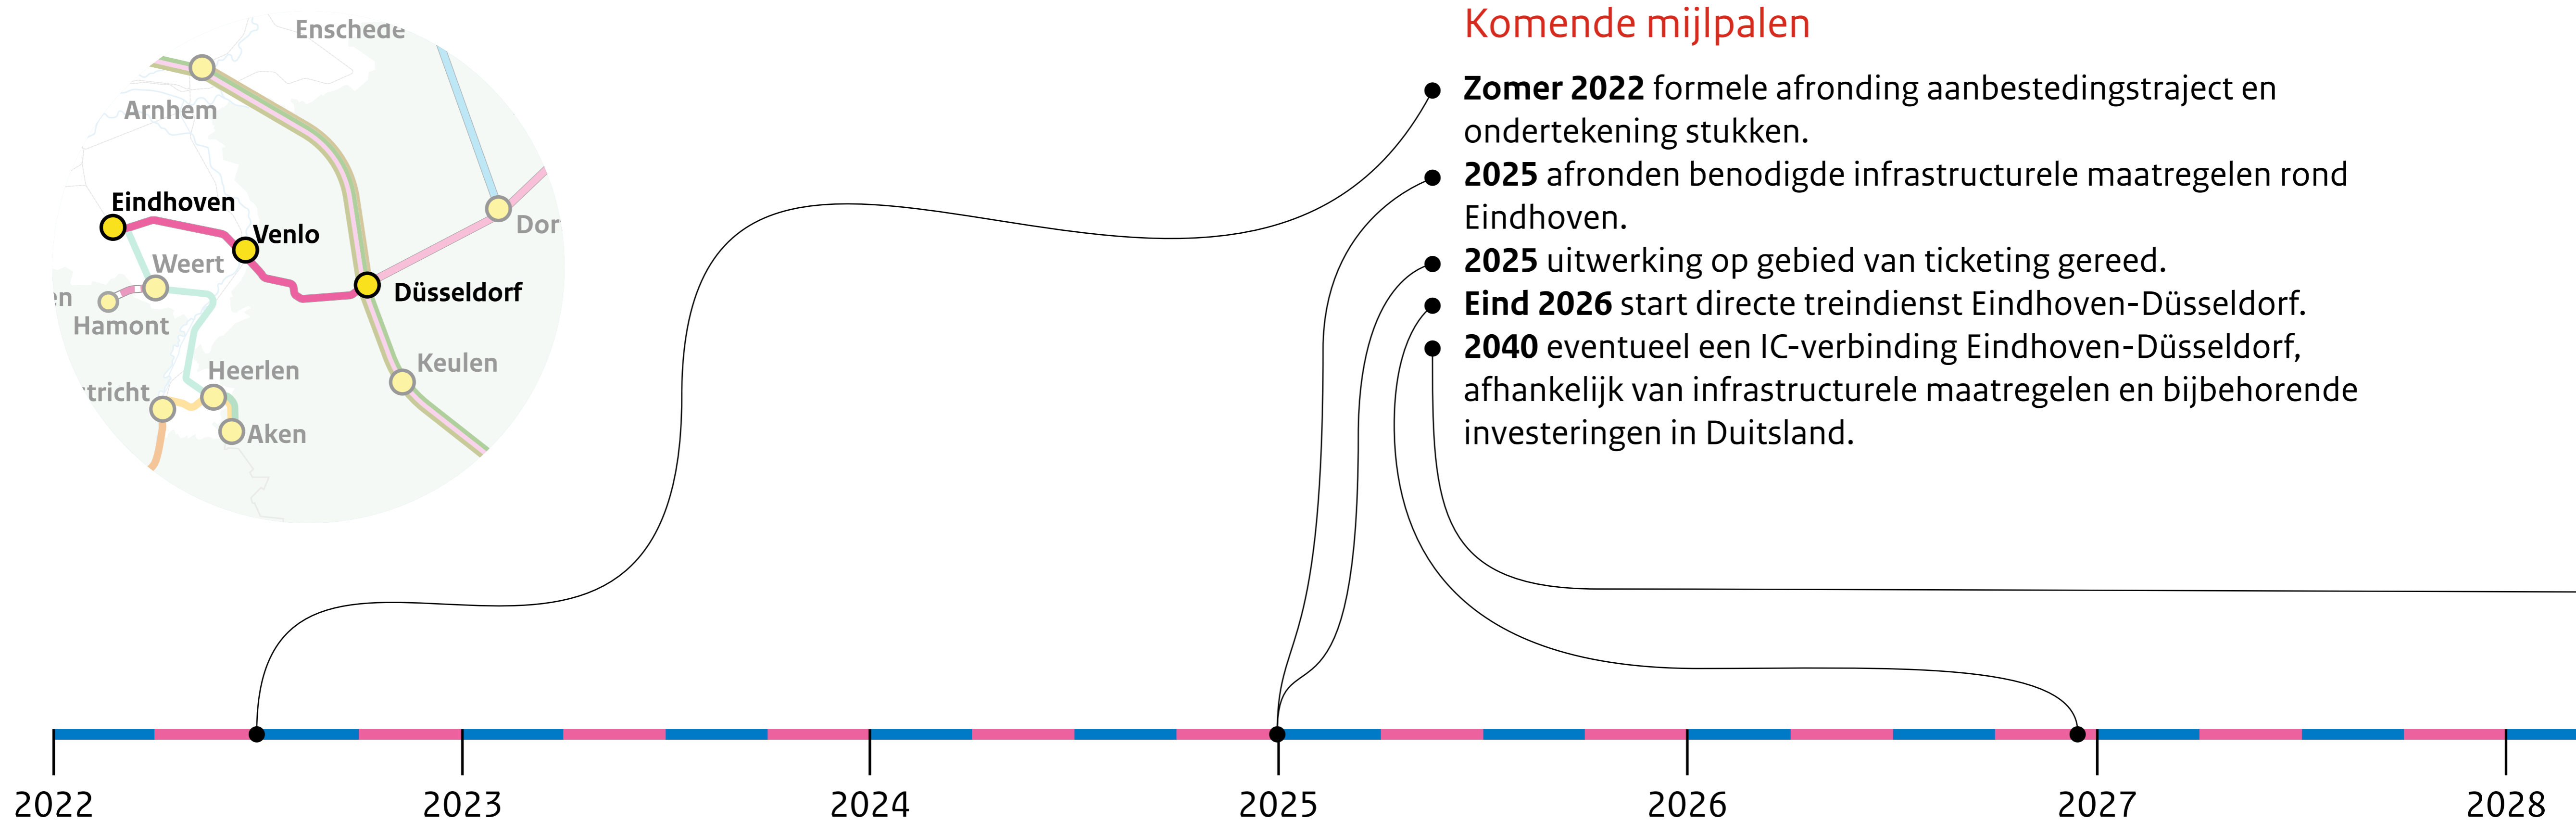 Enschede
Arnhem
Eindhoven
Venlo
Weert
en
Hamont
Düsseldorf
Dor
Keulen
Heerlen
tricht
Aken
Komende mijlpalen
Zomer 2022 formele afronding aanbestedingstraject en
ondertekening stukken.
2025 afronden benodigde infrastructurele maatregelen rond
Eindhoven.
2025 uitwerking op gebied van ticketing gereed.
Eind 2026 start directe treindienst Eindhoven-Düsseldorf.
2040 eventueel een IC-verbinding Eindhoven-Düsseldorf,
afhankelijk van infrastructurele maatregelen en bijbehorende
investeringen in Duitsland.
2022 2023 2024 2025 2026 2027 2028